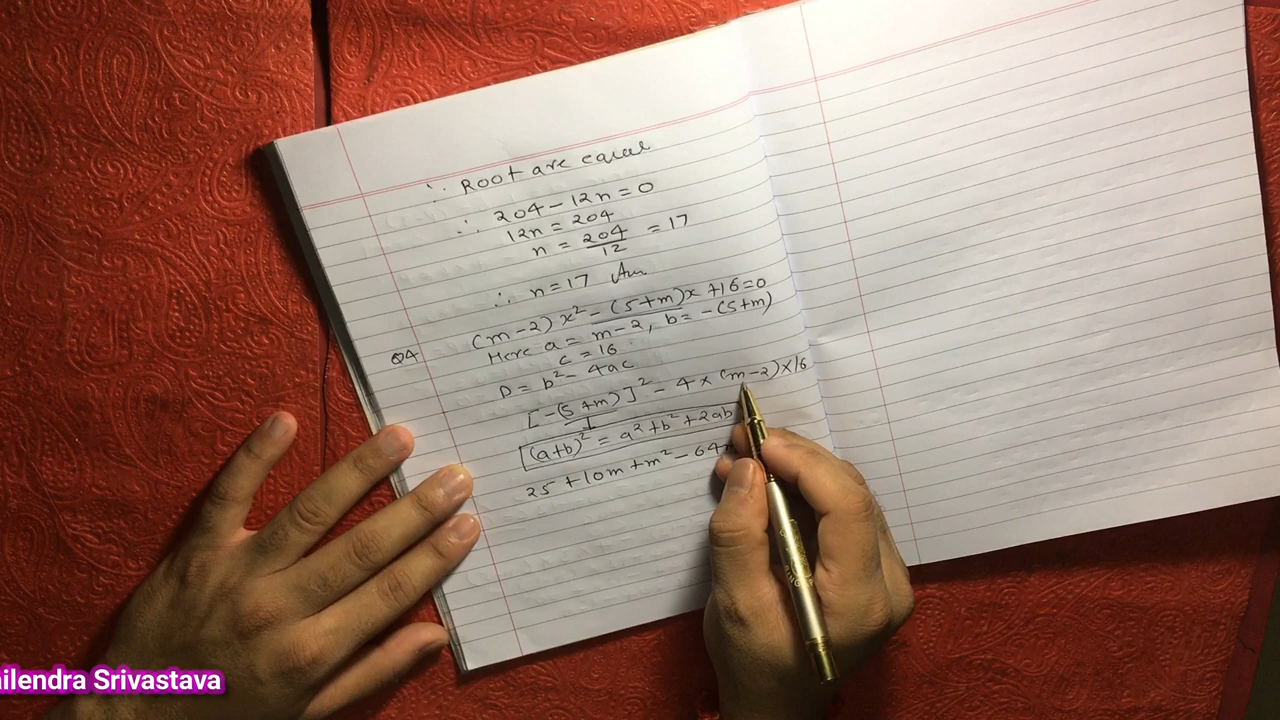 ∴ Root are equal
∴ 204 - 12n = 0
12n = 204
n = 204/12 = 17
∴ n = 17 Ans
Q4 (m-2)x² - (5+m)x + 16 = 0
Here a = m-2, b = -(5+m)
c = 16
D = b² - 4ac
[-(5+m)]² - 4×(m-2)×16
(a+b)² = a²+b²+2ab
25+10m+m²-64m
ailendra Srivastava